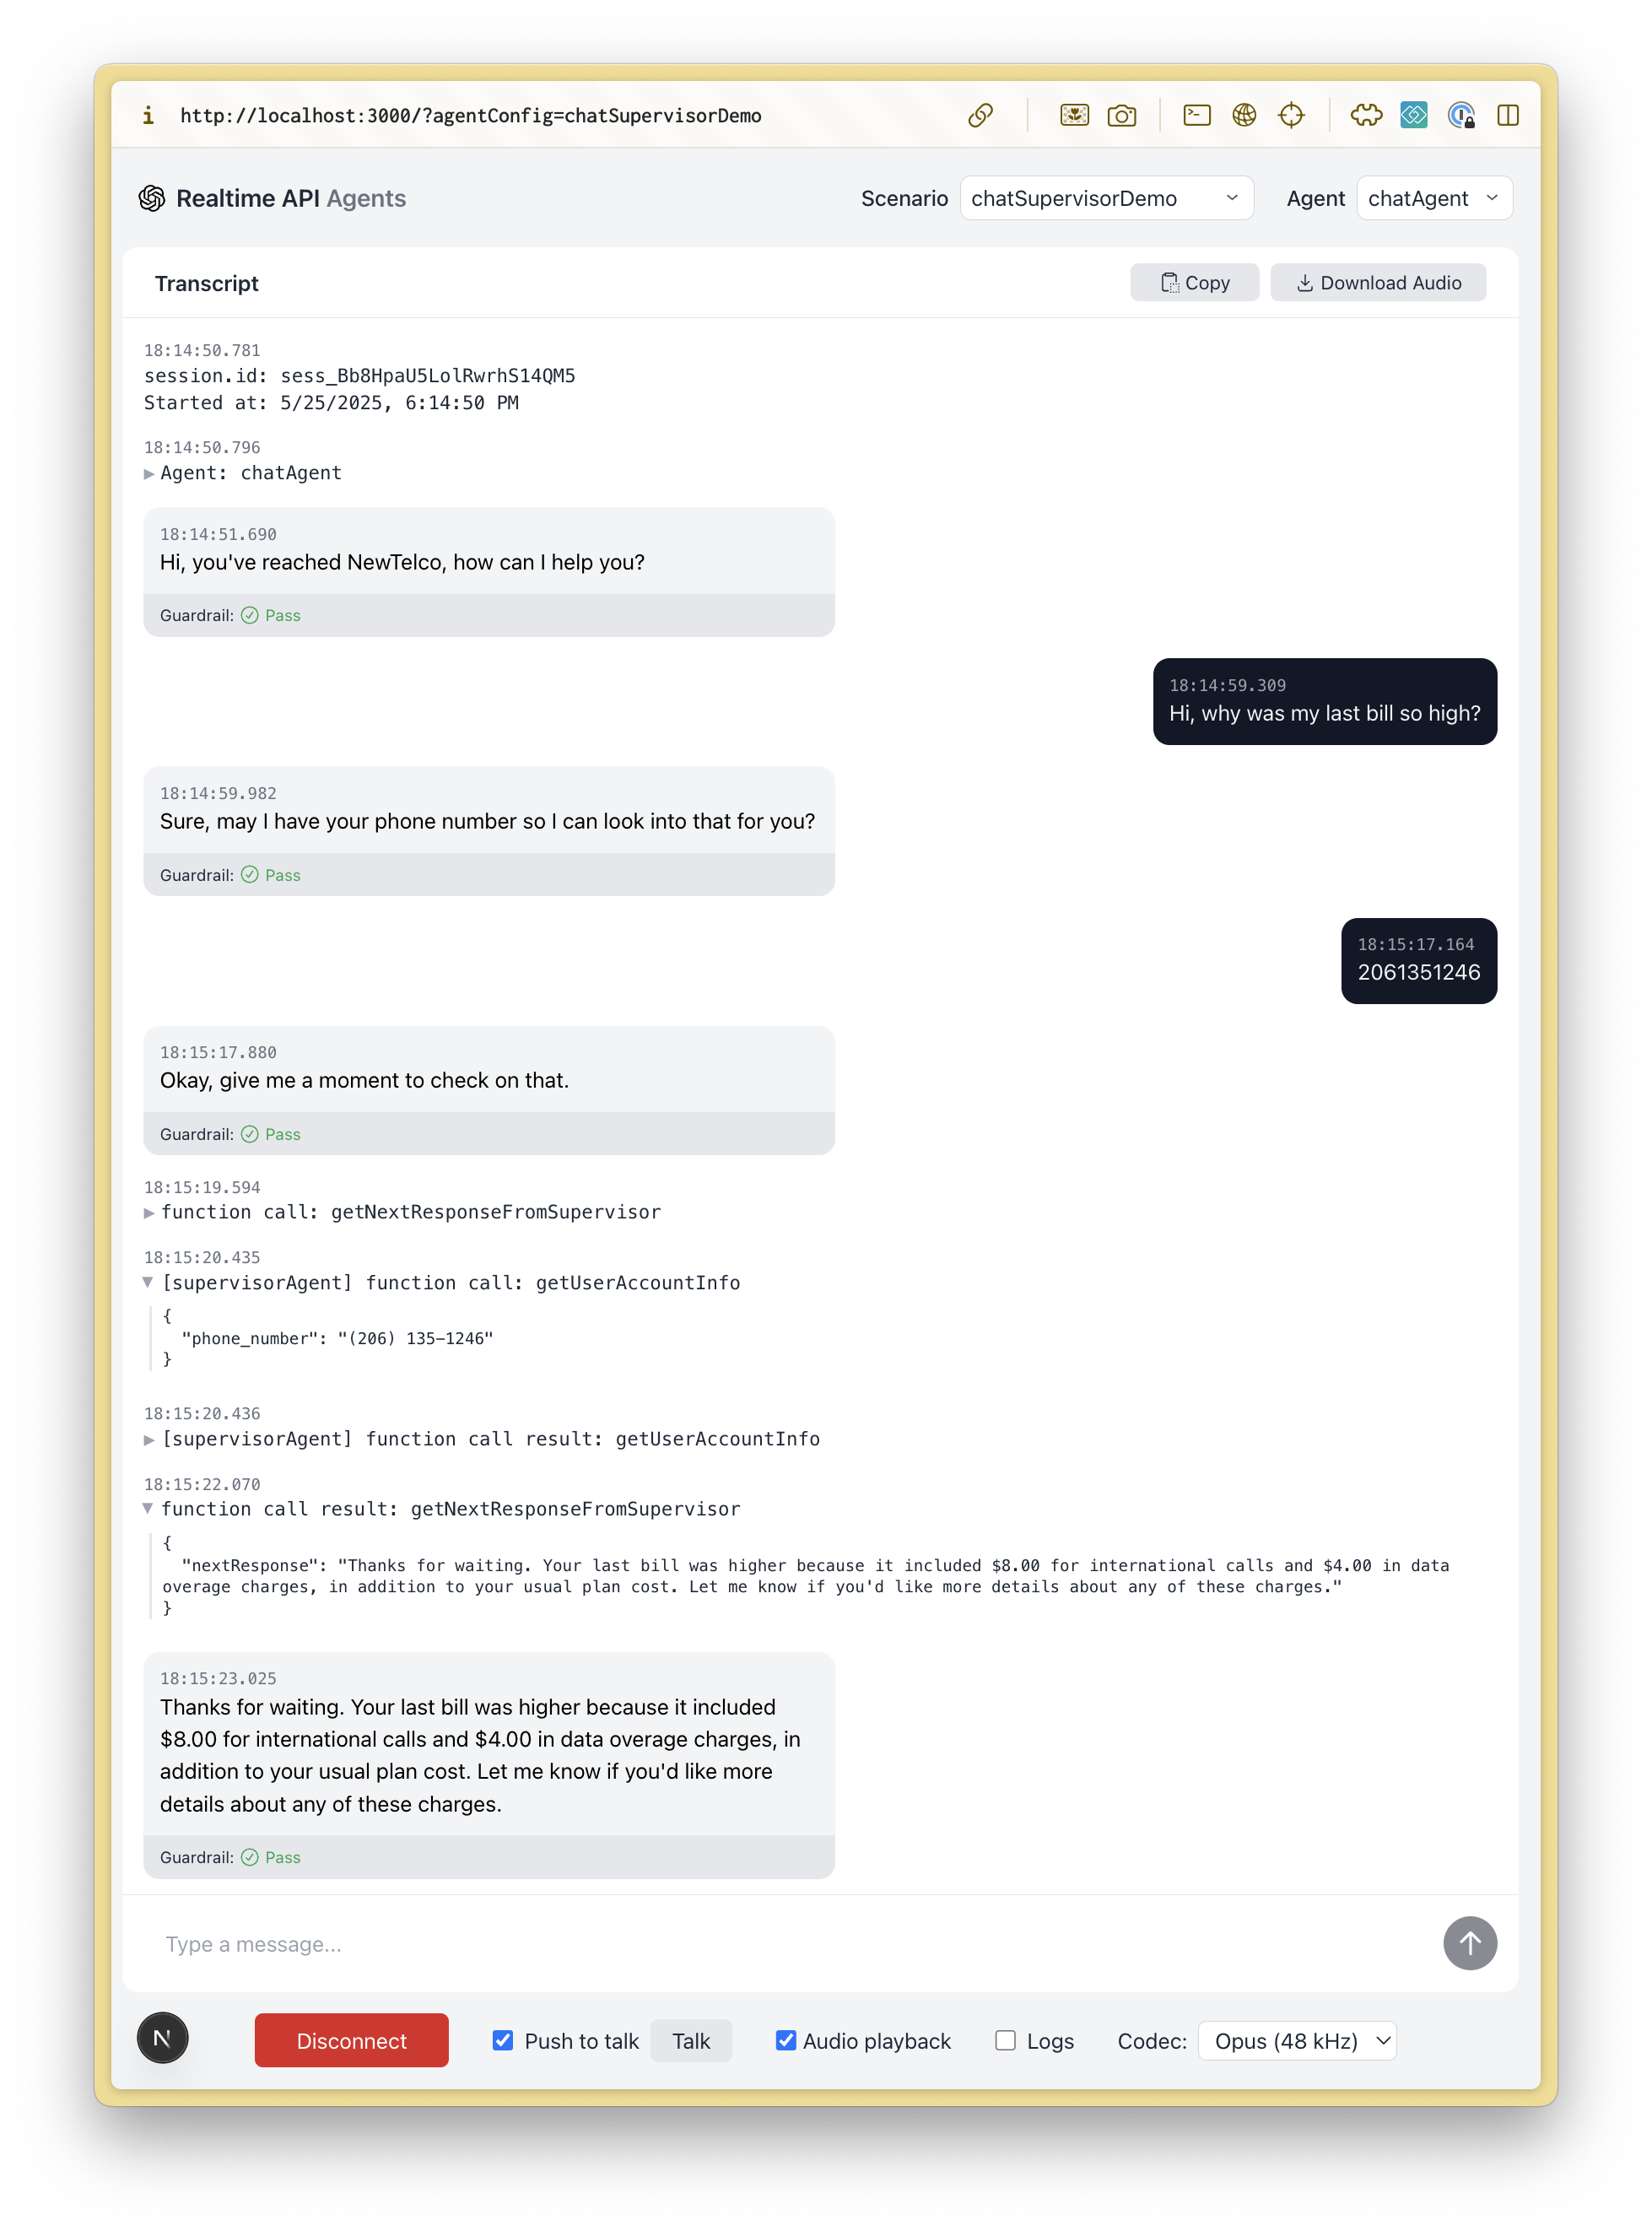 http://localhost:3000/?agentConfig=chatSupervisorDemo
Realtime API Agents
Scenario
chatSupervisorDemo
Agent
chatAgent
Transcript
Copy
Download Audio
18:14:50.781
session.id: sess_Bb8HpaU5LolRwrhS14QM5
Started at: 5/25/2025, 6:14:50 PM
18:14:50.796
▶ Agent: chatAgent
18:14:51.690
Hi, you've reached NewTelco, how can I help you?
Guardrail: Pass
18:14:59.309
Hi, why was my last bill so high?
18:14:59.982
Sure, may I have your phone number so I can look into that for you?
Guardrail: Pass
18:15:17.164
2061351246
18:15:17.880
Okay, give me a moment to check on that.
Guardrail: Pass
18:15:19.594
▶ function call: getNextResponseFromSupervisor
18:15:20.435
▼ [supervisorAgent] function call: getUserAccountInfo
{
"phone_number": "(206) 135-1246"
}
18:15:20.436
▶ [supervisorAgent] function call result: getUserAccountInfo
18:15:22.070
▼ function call result: getNextResponseFromSupervisor
{
"nextResponse": "Thanks for waiting. Your last bill was higher because it included $8.00 for international calls and $4.00 in data
overage charges, in addition to your usual plan cost. Let me know if you'd like more details about any of these charges."
}
18:15:23.025
Thanks for waiting. Your last bill was higher because it included
$8.00 for international calls and $4.00 in data overage charges, in
addition to your usual plan cost. Let me know if you'd like more
details about any of these charges.
Guardrail: Pass
Type a message...
N
Disconnect
Push to talk
Talk
Audio playback
Logs
Codec:
Opus (48 kHz)